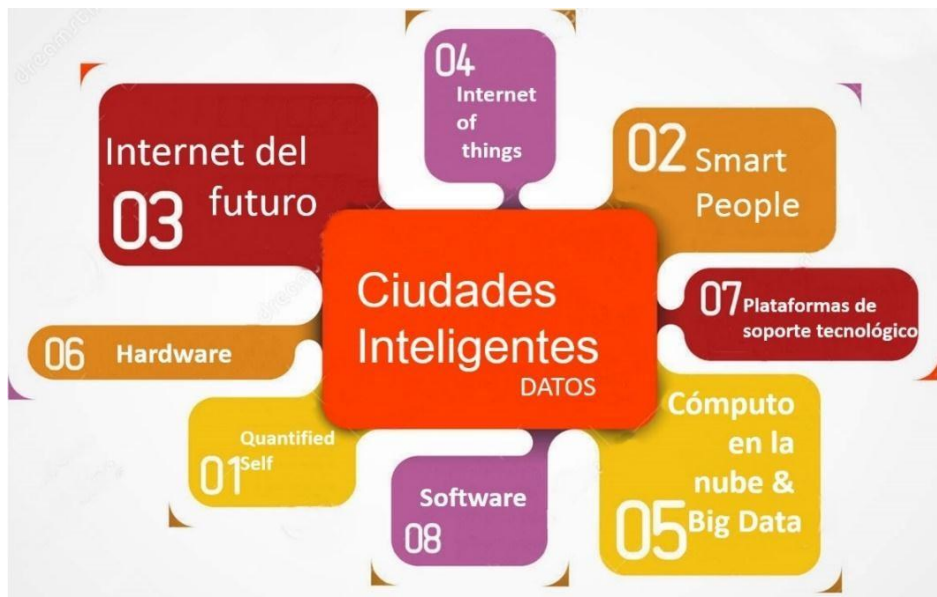 04
Internet
of
things
Internet del
03 futuro
02 Smart
People
Ciudades
Inteligentes
DATOS
07 Plataformas de
soporte tecnológico
06 Hardware
Quantified
01 Self
Software
08
Cómputo
en la
nube &
05 Big Data